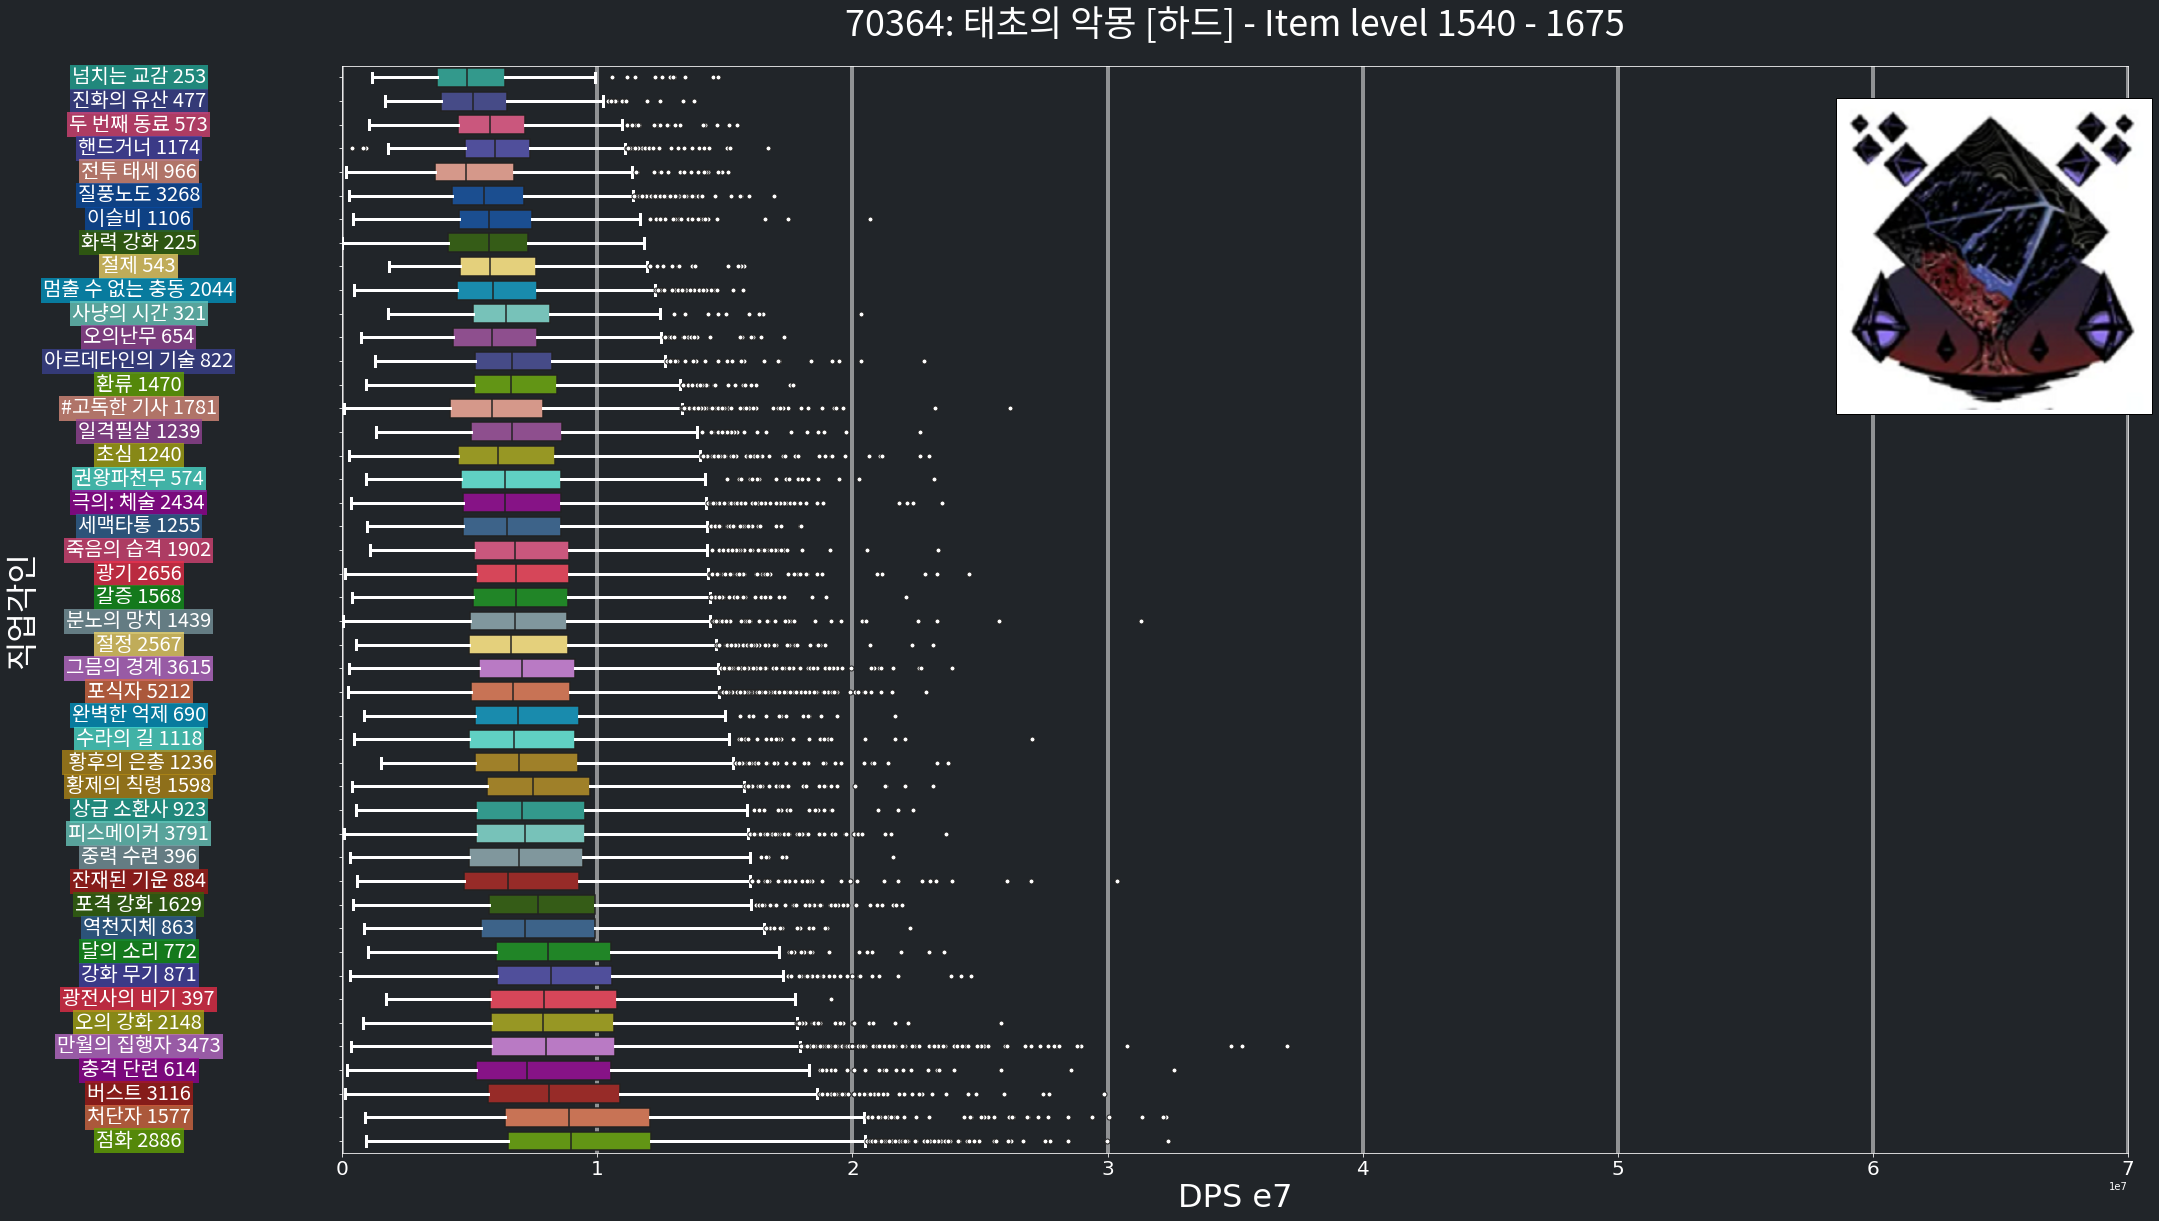 70364: 태초의 악몽 [하드] - Item level 1540 - 1675
직업각인
넘치는 교감 253
진화의 유산 477
두 번째 동료 573
핸드거너 1174
전투 태세 966
질풍노도 3268
이슬비 1106
화력 강화 225
절제 543
멈출 수 없는 충동 2044
사냥의 시간 321
오의난무 654
아르데타인의 기술 822
환류 1470
#고독한 기사 1781
일격필살 1239
초심 1240
권왕파천무 574
극의: 체술 2434
세맥타통 1255
죽음의 습격 1902
광기 2656
갈증 1568
분노의 망치 1439
절정 2567
그믐의 경계 3615
포식자 5212
완벽한 억제 690
수라의 길 1118
황후의 은총 1236
황제의 칙령 1598
상급 소환사 923
피스메이커 3791
중력 수련 396
잔재된 기운 884
포격 강화 1629
역천지체 863
달의 소리 772
강화 무기 871
광전사의 비기 397
오의 강화 2148
만월의 집행자 3473
충격 단련 614
버스트 3116
처단자 1577
점화 2886
0 1 2 3 4 5 6 7
1e7
DPS e7